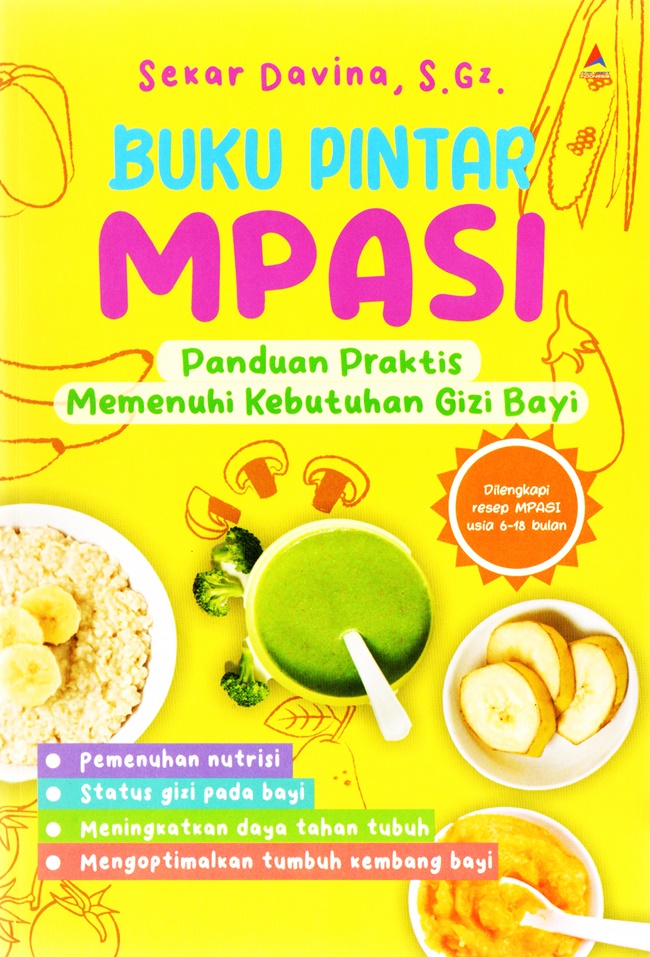 Sekar Davina, S.Gz.
BUKU PINTAR
MPASI
Panduan Praktis
Memenuhi Kebutuhan Gizi Bayi
Dilengkapi
resep MPASI
usia 6-18 bulan
Pemenuhan nutrisi
Status gizi pada bayi
Meningkatkan daya tahan tubuh
Mengoptimalkan tumbuh kembang bayi